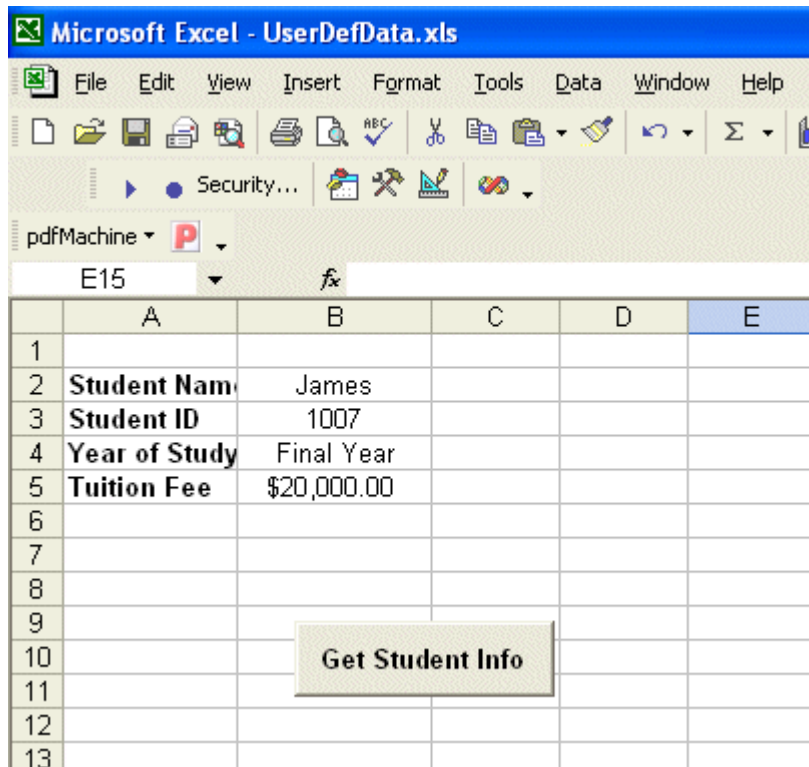 Microsoft Excel - UserDefData.xls
File Edit View Insert Format Tools Data Window Help
ABC Σ
Security...
pdfMachine P
E15 fx
A B C D E
1
2 Student Nam James
3 Student ID 1007
4 Year of Study Final Year
5 Tuition Fee $20,000.00
6
7
8
9
10 Get Student Info
11
12
13